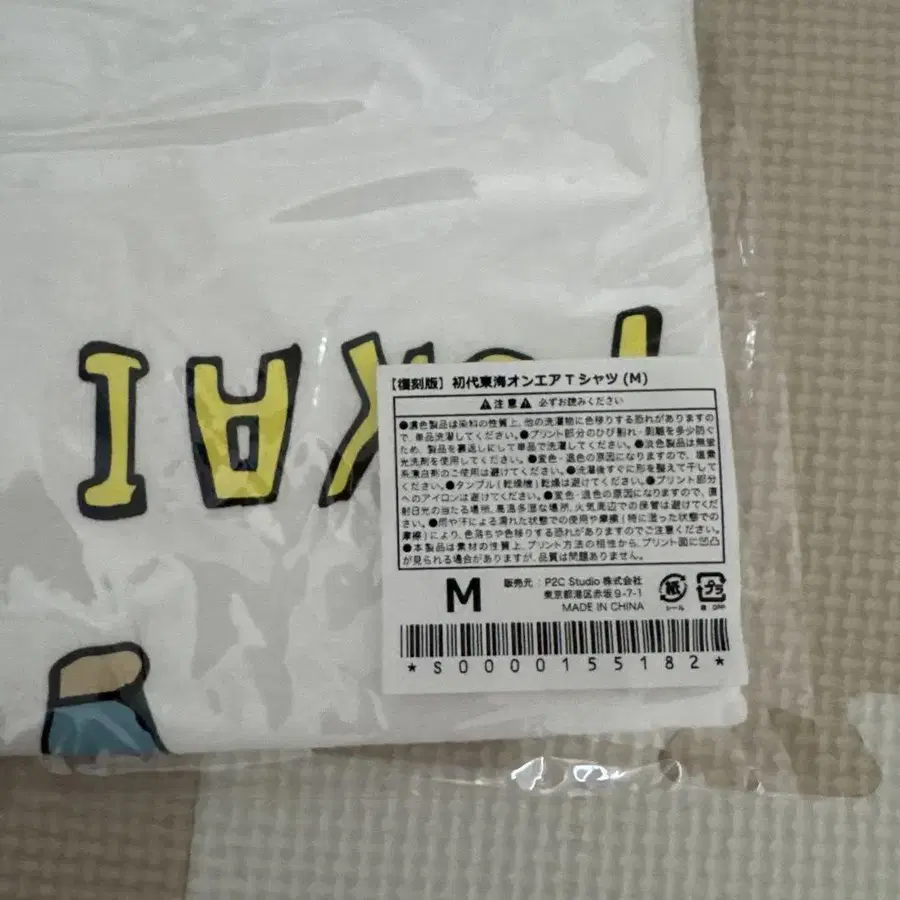 TOKAI
【復刻版】初代東海オンエア Tシャツ (M)
⚠注意⚠ 必ずお読みください
●濃色製品は染料の性質上、他の洗濯物に色移りする恐れがありますの
で、単品洗濯してください。●プリント部分のひび割れ・剥離を多少防ぐ
ため、製品を裏返しにして単品で洗濯してください。●淡色製品は無蛍
光洗剤を使用してください。●変色・退色の原因になりますので、塩素
系漂白剤のご使用は避けてください。●洗濯後すぐに形を整えて干して
ください。●タンブル(乾燥機)乾燥は避けてください。●プリント部分
へのアイロンは避けてください。●変色・退色の原因になりますので、直
射日光の当たる場所、高温多湿な場所、火気周辺での保管は避けてください。
●雨や汗による濡れた状態での使用や摩擦(特に湿った状態での
摩擦)により、色落ちや色移りする恐れがありますのでご注意ください。
●本製品は素材の性質上、プリント方法の相性から、プリント面に凹凸
が見られる場合がありますが、品質は問題ありません。
M
販売元 : P2C Studio 株式会社
東京都港区赤坂9-7-1
MADE IN CHINA
紙
シール
プラ
袋 OPP
*S0000155182*